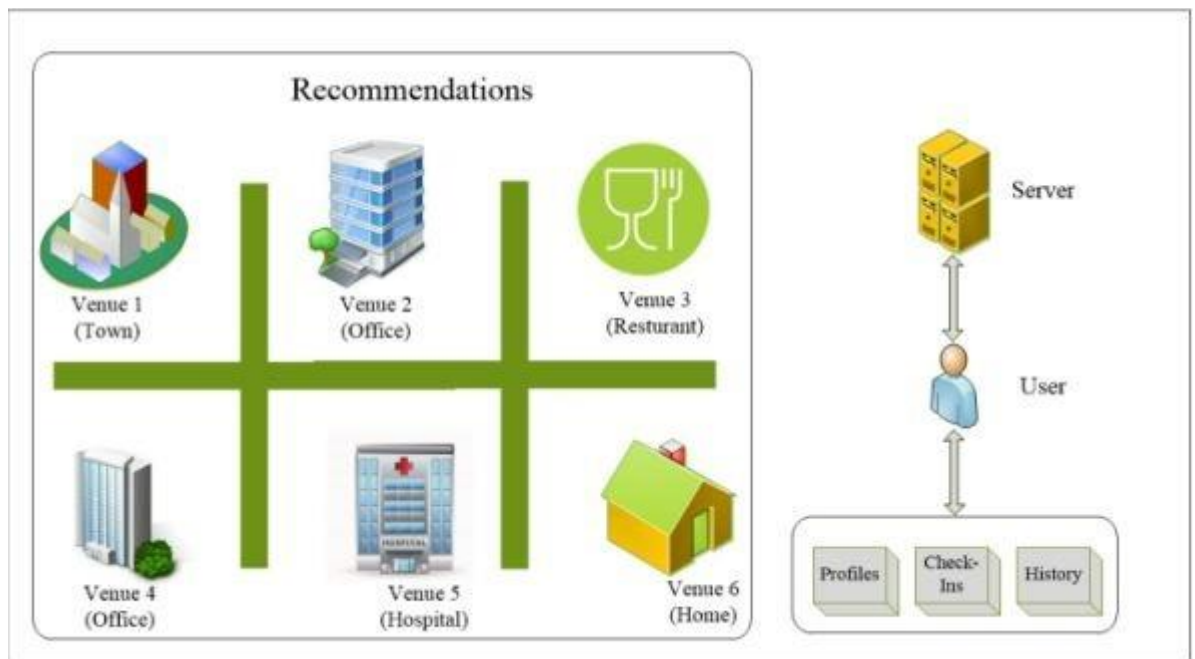 Recommendations
Venue 1
(Town)
Venue 2
(Office)
Venue 3
(Resturant)
Venue 4
(Office)
HOSPITAL
Venue 5
(Hospital)
Venue 6
(Home)
Server
User
Profiles
Check-
Ins
History